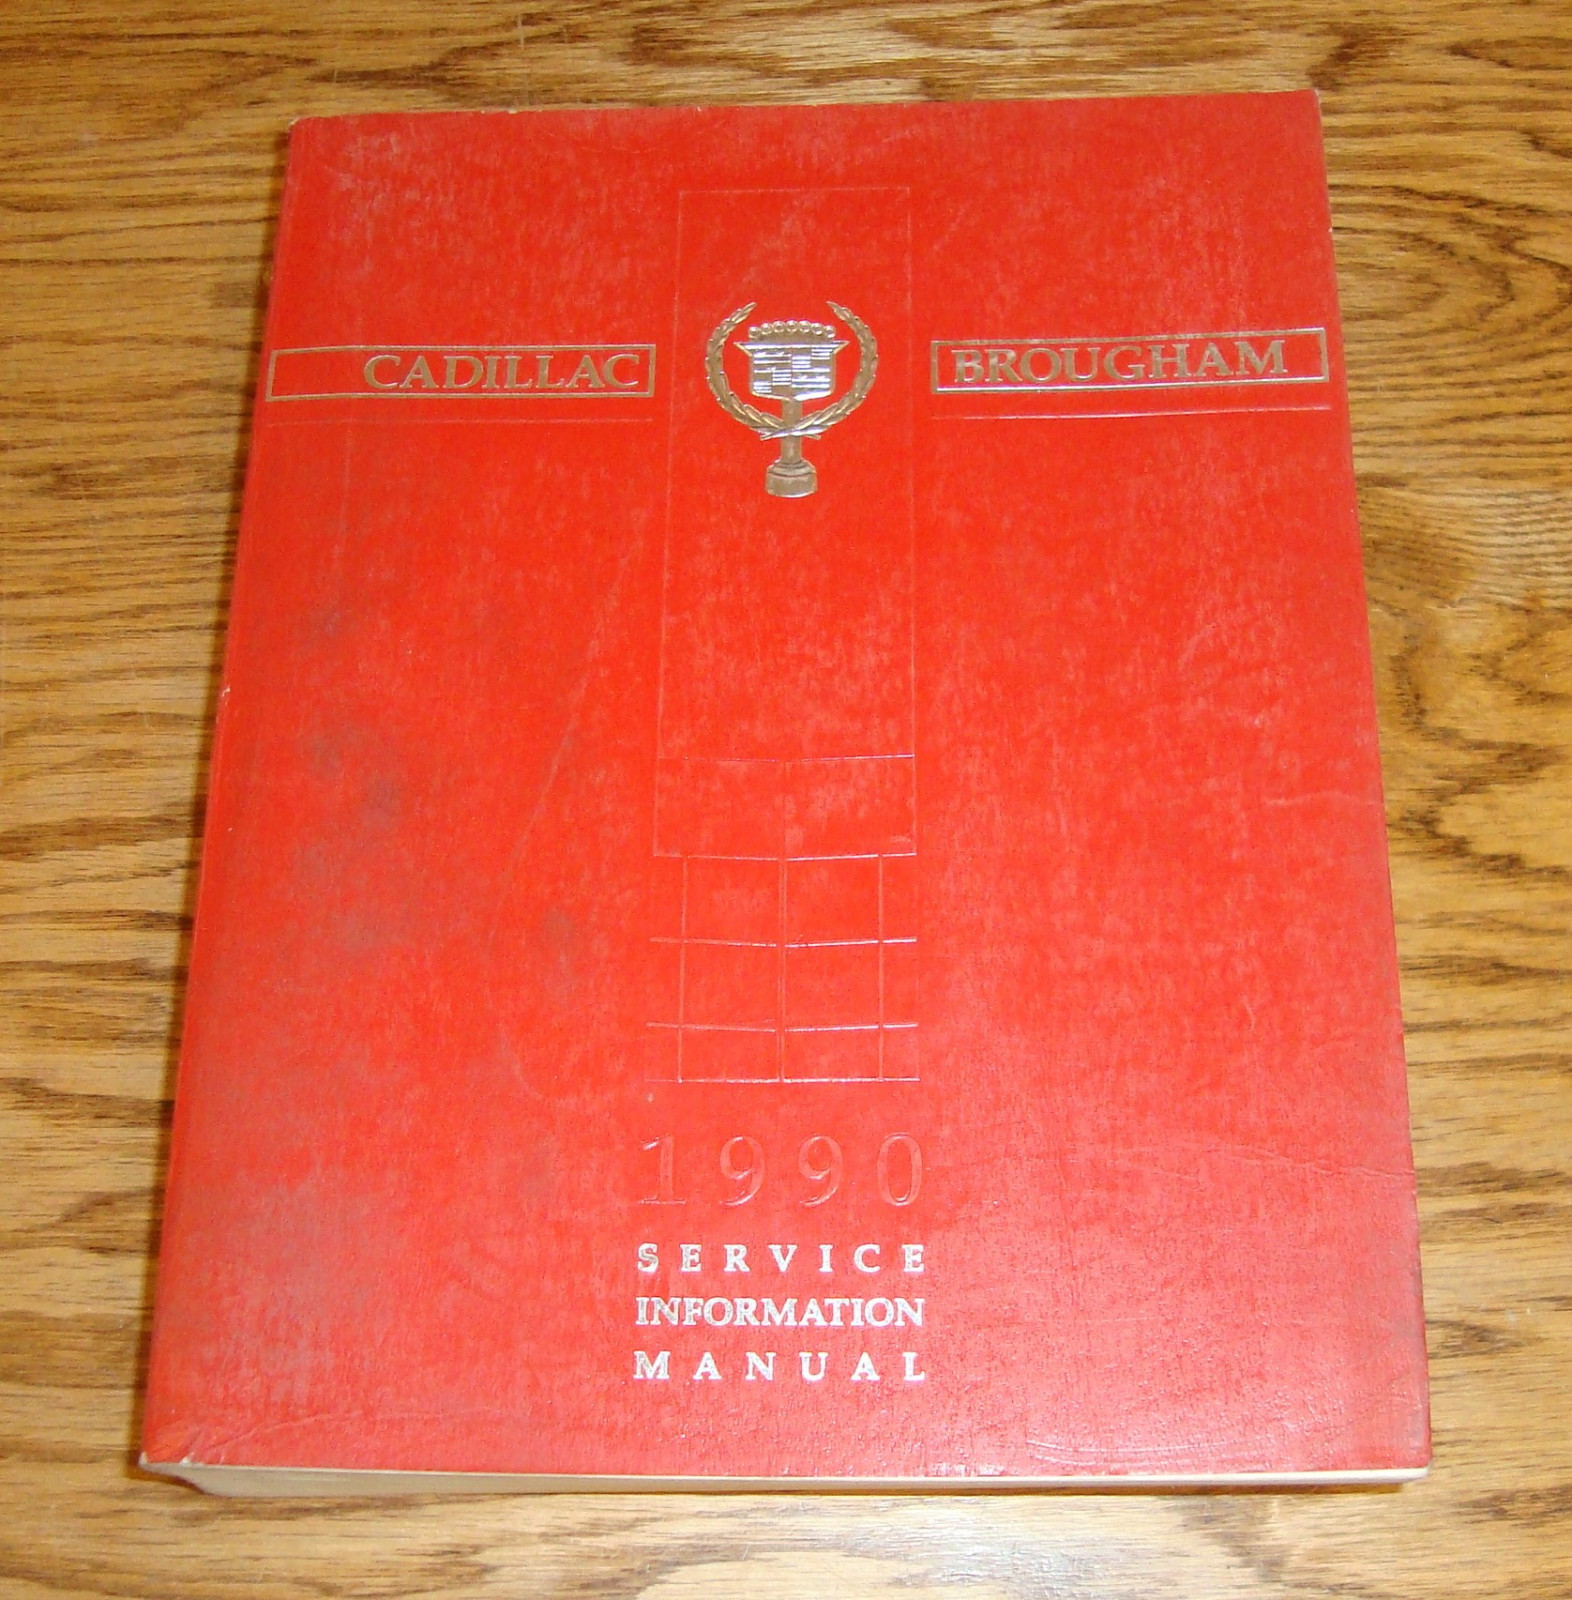 CADILLAC BROUGHAM
1990
SERVICE
INFORMATION
MANUAL